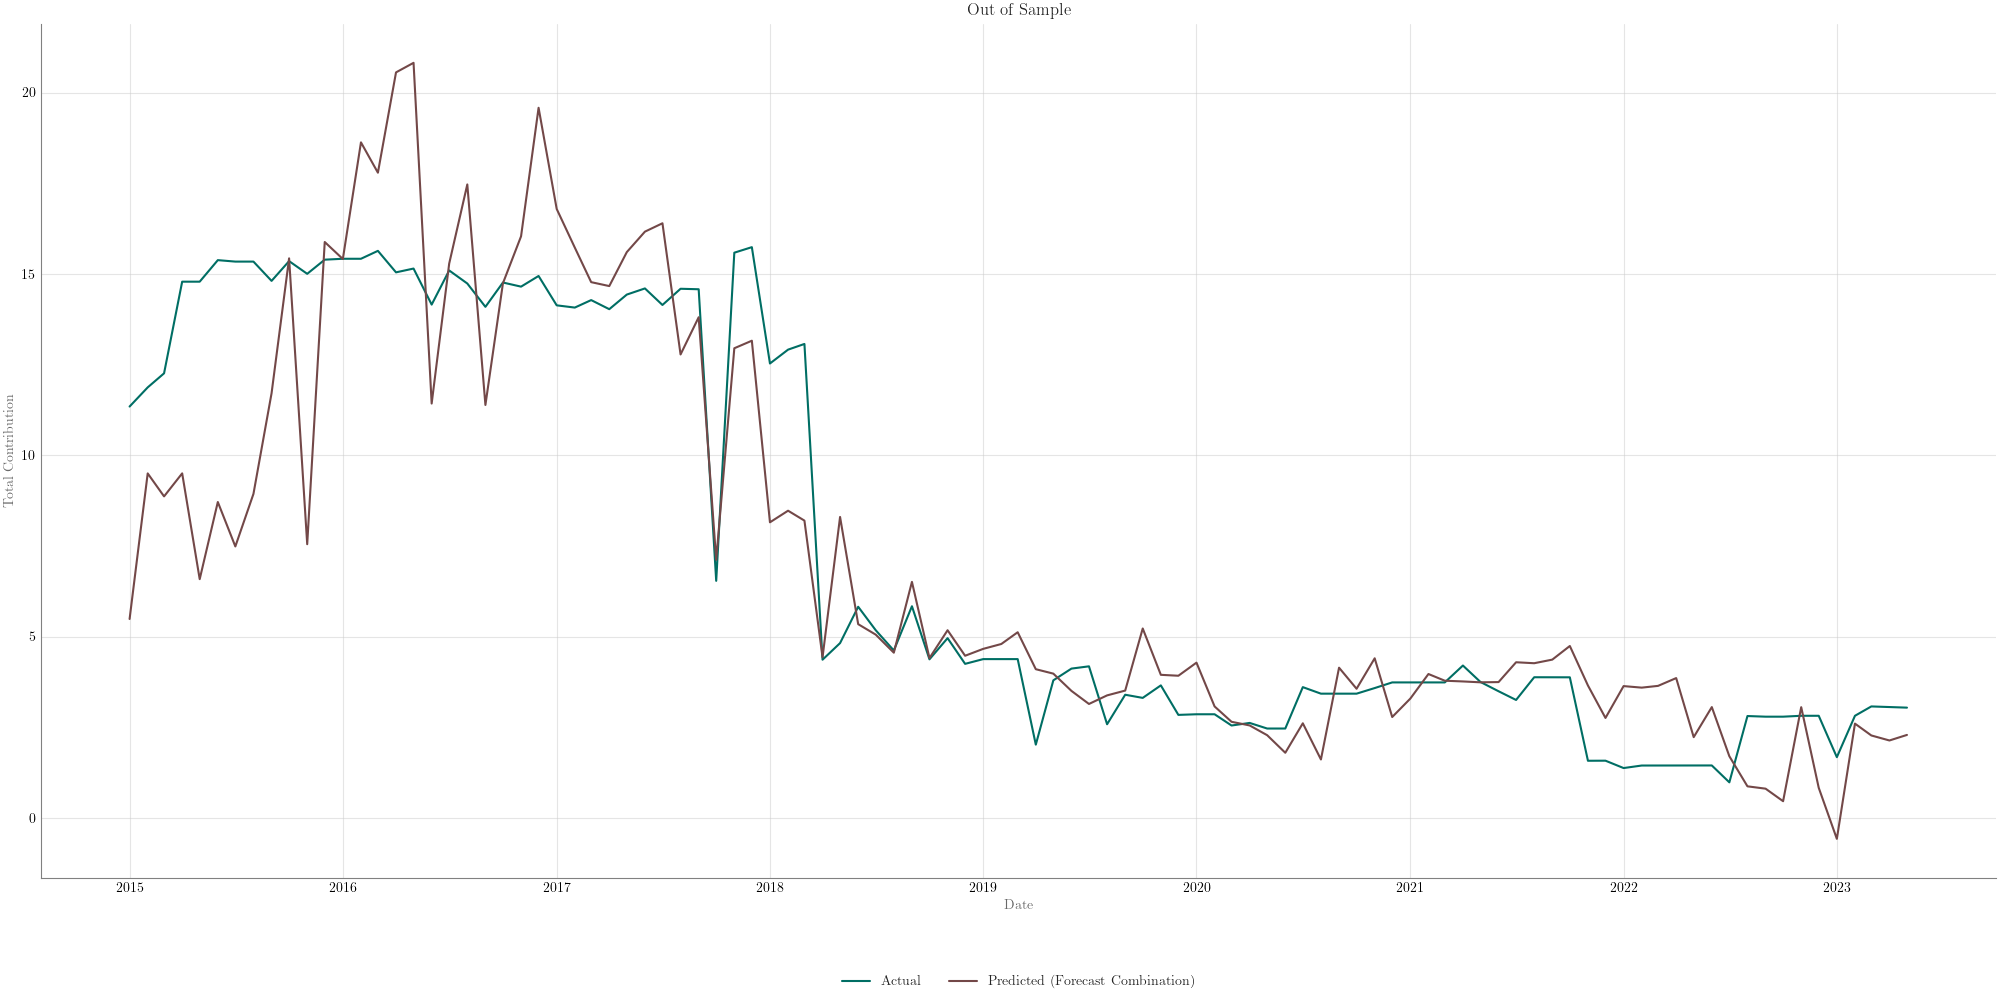 Out of Sample
Total Contribution
20
15
10
5
0
2015 2016 2017 2018 2019 2020 2021 2022 2023
Date
Actual Predicted (Forecast Combination)